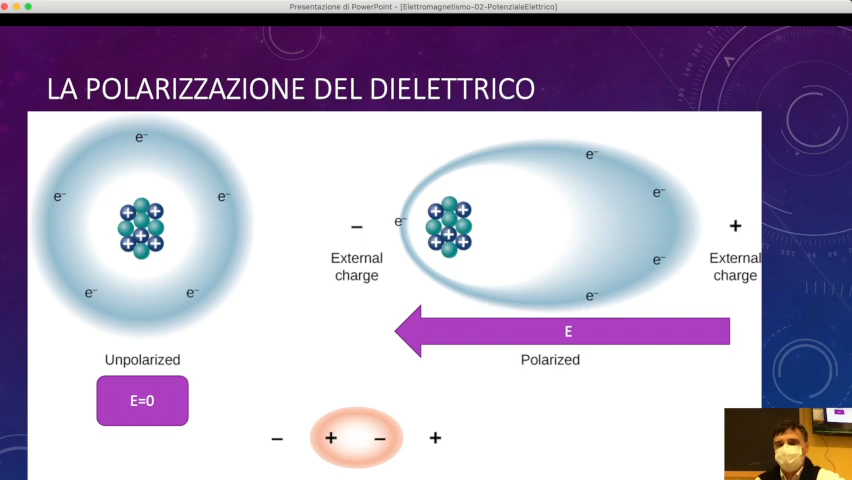 Presentazione di PowerPoint - [Elettromagnetismo-02-PotenzialeElettrico]
LA POLARIZZAZIONE DEL DIELETTRICO
e⁻
e⁻
e⁻
e⁻
e⁻
+ +
+
+ +
Unpolarized
E=0
−
External
charge
e⁻
e⁻
e⁻
e⁻
e⁻
+ +
+
+ +
+
External
charge
E
Polarized
− + − +